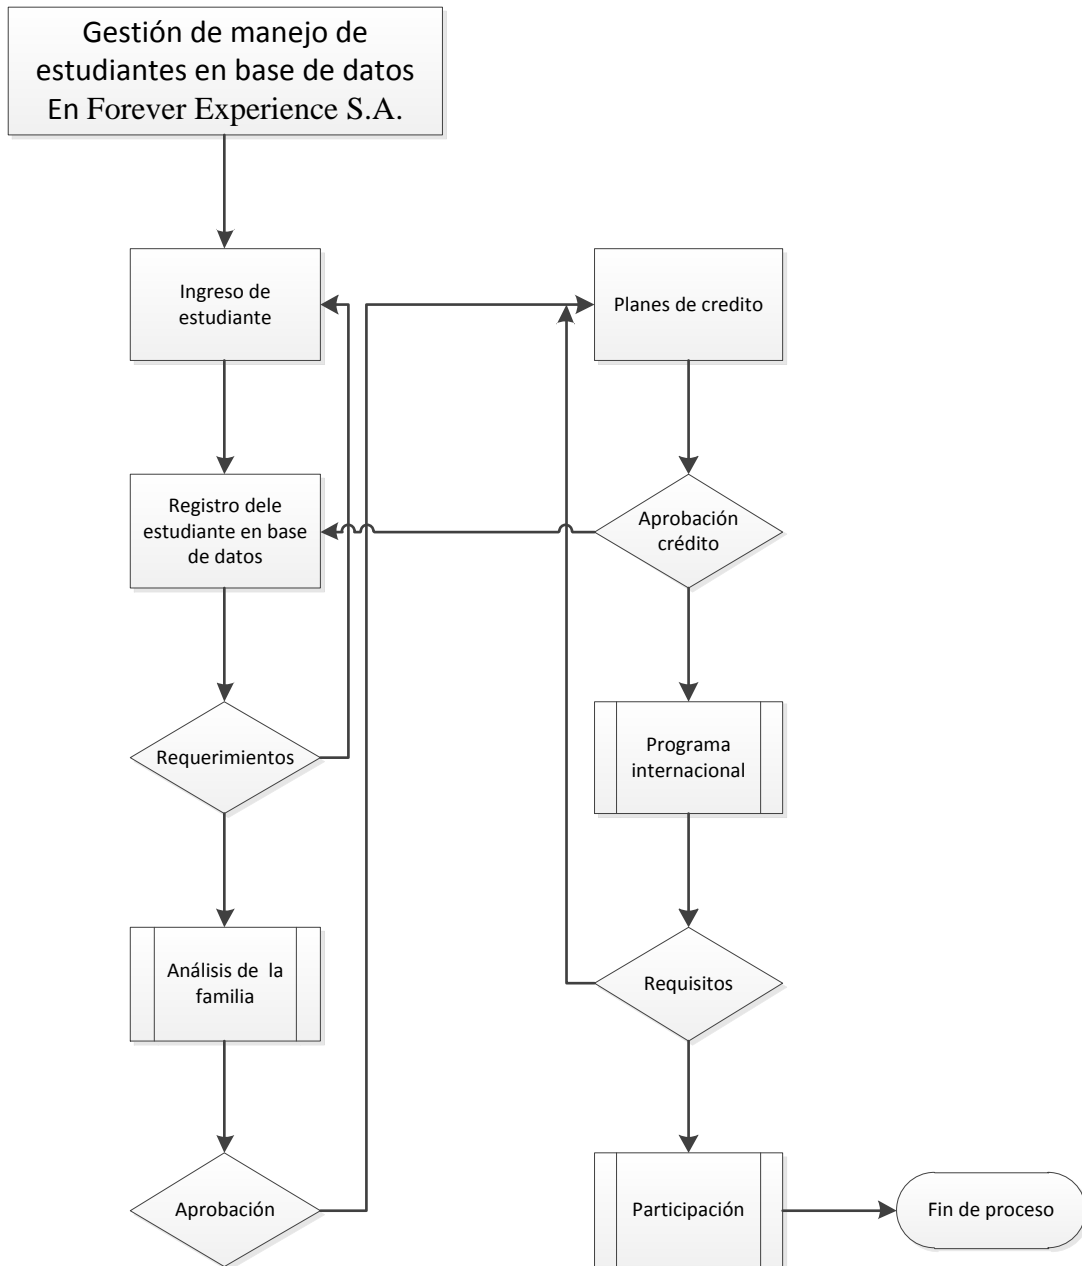 Gestión de manejo de
estudiantes en base de datos
En Forever Experience S.A.
Ingreso de
estudiante
Registro dele
estudiante en base
de datos
Requerimientos
Análisis de  la
familia
Aprobación
Planes de credito
Aprobación
crédito
Programa
internacional
Requisitos
Participación
Fin de proceso